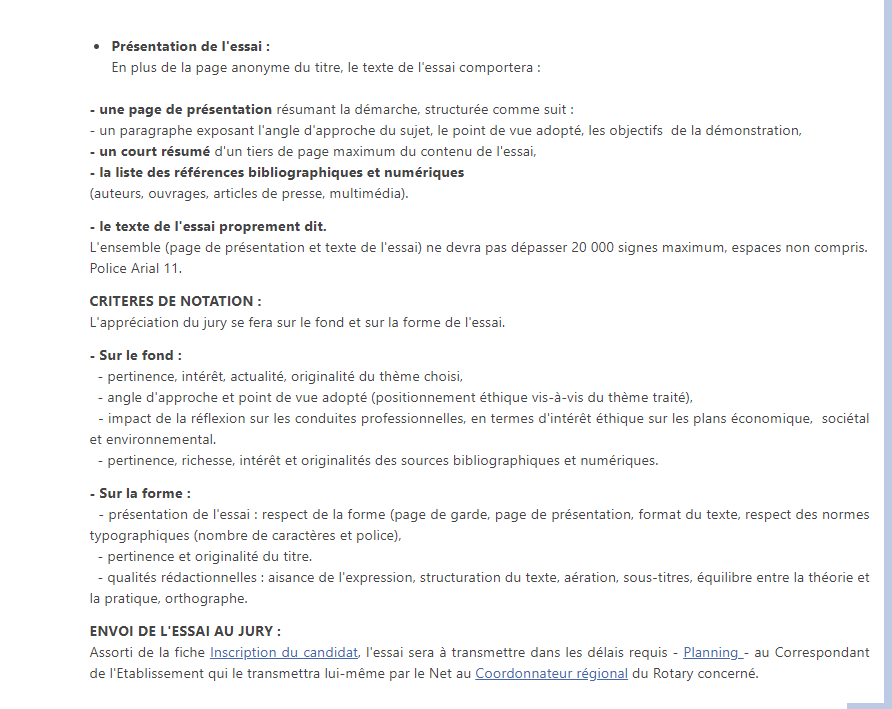 • Présentation de l'essai :
En plus de la page anonyme du titre, le texte de l'essai comportera :
- une page de présentation résumant la démarche, structurée comme suit :
- un paragraphe exposant l'angle d'approche du sujet, le point de vue adopté, les objectifs  de la démonstration,
- un court résumé d'un tiers de page maximum du contenu de l'essai,
- la liste des références bibliographiques et numériques
(auteurs, ouvrages, articles de presse, multimédia).
- le texte de l'essai proprement dit.
L'ensemble (page de présentation et texte de l'essai) ne devra pas dépasser 20 000 signes maximum, espaces non compris.
Police Arial 11.
CRITERES DE NOTATION :
L'appréciation du jury se fera sur le fond et sur la forme de l'essai.
- Sur le fond :
- pertinence, intérêt, actualité, originalité du thème choisi,
- angle d'approche et point de vue adopté (positionnement éthique vis-à-vis du thème traité),
- impact de la réflexion sur les conduites professionnelles, en termes d'intérêt éthique sur les plans économique,  sociétal
et environnemental.
- pertinence, richesse, intérêt et originalités des sources bibliographiques et numériques.
- Sur la forme :
- présentation de l'essai : respect de la forme (page de garde, page de présentation, format du texte, respect des normes
typographiques (nombre de caractères et police),
- pertinence et originalité du titre.
- qualités rédactionnelles : aisance de l'expression, structuration du texte, aération, sous-titres, équilibre entre la théorie et
la pratique, orthographe.
ENVOI DE L'ESSAI AU JURY :
Assorti de la fiche Inscription du candidat, l'essai sera à transmettre dans les délais requis - Planning - au Correspondant
de l'Etablissement qui le transmettra lui-même par le Net au Coordonnateur régional du Rotary concerné.